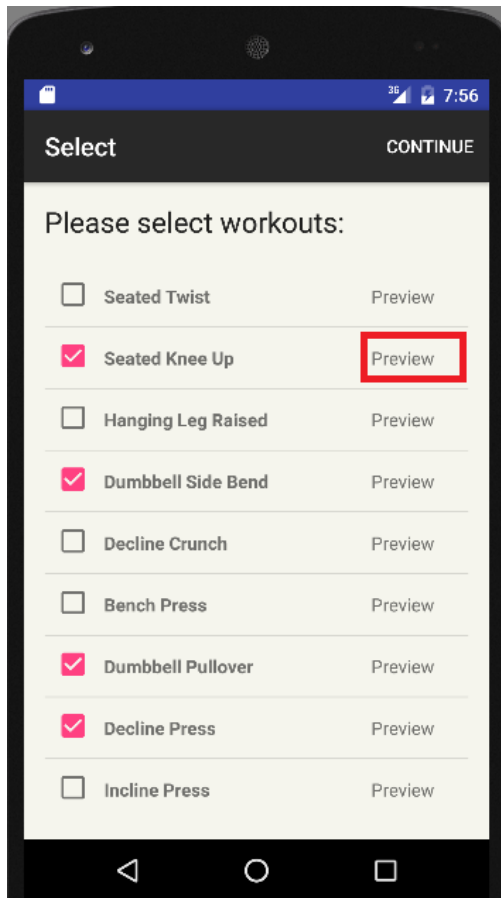 3G 7:56
Select CONTINUE
Please select workouts:
Seated Twist Preview
Seated Knee Up Preview
Hanging Leg Raised Preview
Dumbbell Side Bend Preview
Decline Crunch Preview
Bench Press Preview
Dumbbell Pullover Preview
Decline Press Preview
Incline Press Preview